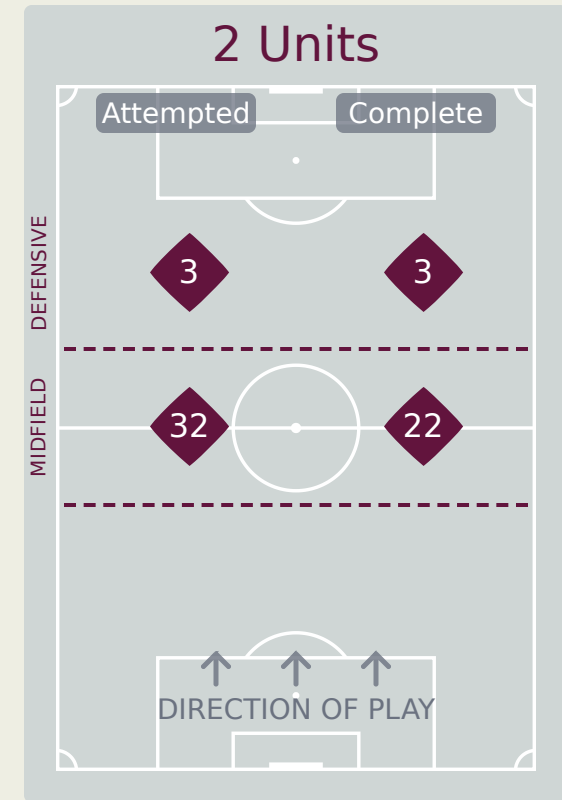 2 Units
Attempted Complete
DEFENSIVE
3 3
MIDFIELD
32 22
DIRECTION OF PLAY